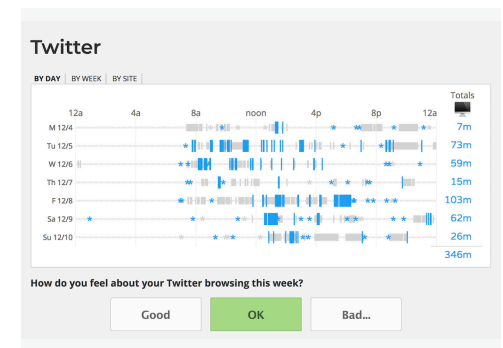 Twitter
BY DAY BY WEEK BY SITE
Totals
12a 4a 8a noon 4p 8p 12a
M 12/4 7m
Tu 12/5 73m
W 12/6 59m
Th 12/7 15m
F 12/8 103m
Sa 12/9 62m
Su 12/10 26m
346m
How do you feel about your Twitter browsing this week?
Good OK Bad...